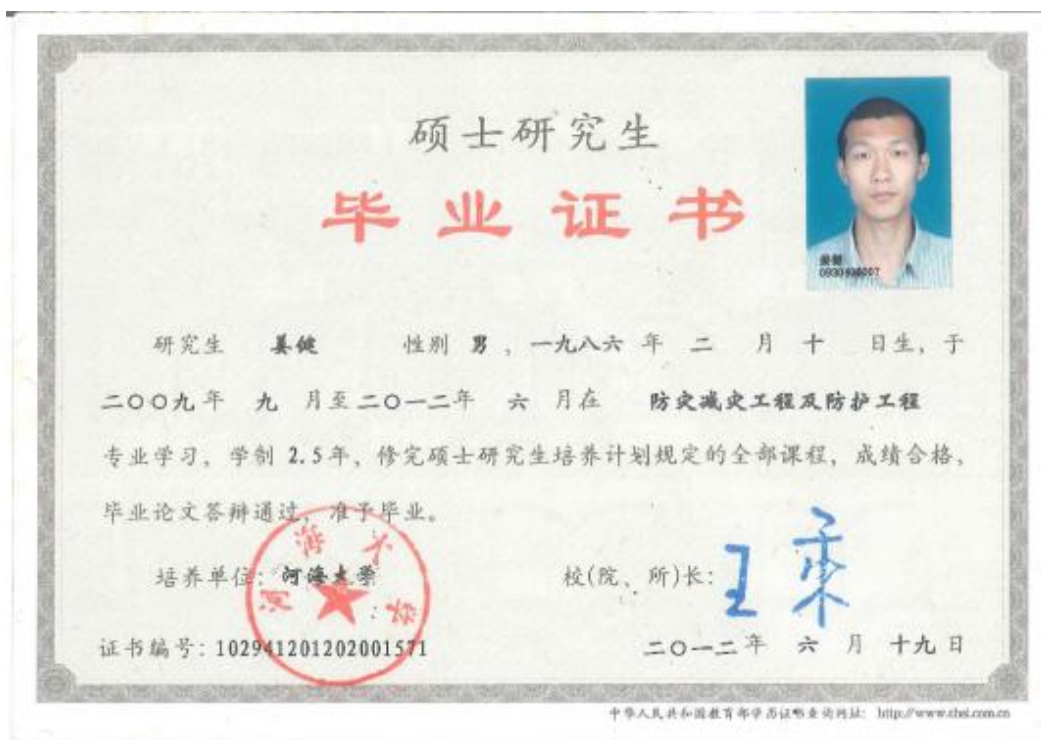 硕士研究生
毕业证书
姜健
研究生 姜健 性别 男 , 一九八六 年 二 月 十 日生, 于
二〇〇九年 九 月至二〇一二年 六 月在 防灾减灾工程及防护工程
专业学习, 学制 2.5年, 修完硕士研究生培养计划规定的全部课程, 成绩合格,
毕业论文答辩通过, 准予毕业。
河海大学
培养单位: 河海大学 校(院、所)长: 王乘
证书编号: 102941201202001571 二〇一二年 六 月 十九日
中华人民共和国教育部学历证书查询网址: http://www.chsi.com.cn